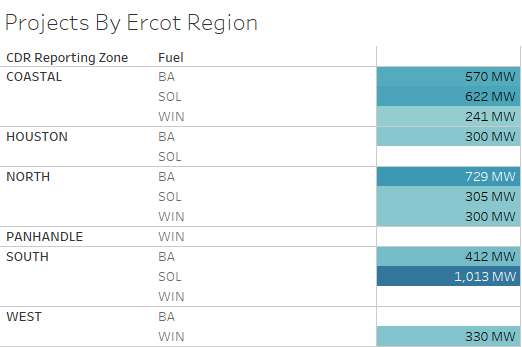 Projects By Ercot Region
CDR Reporting Zone Fuel
COASTAL BA 570 MW
SOL 622 MW
WIN 241 MW
HOUSTON BA 300 MW
SOL
NORTH BA 729 MW
SOL 305 MW
WIN 300 MW
PANHANDLE WIN
SOUTH BA 412 MW
SOL 1,013 MW
WIN
WEST BA
WIN 330 MW